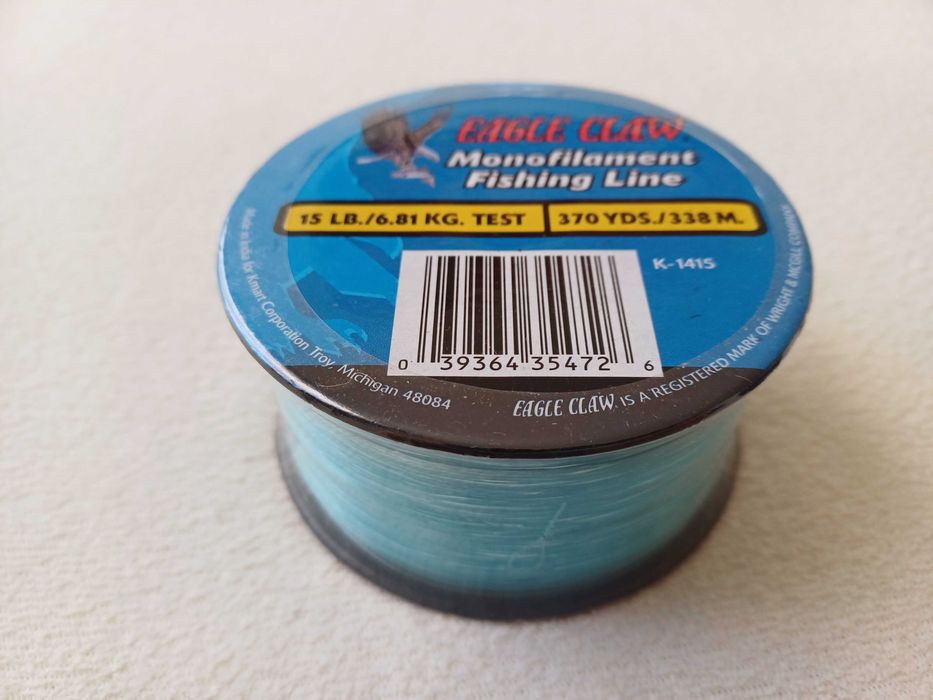 EAGLE CLAW
Monofilament
Fishing Line
15 LB./6.81 KG. TEST
370 YDS./338 M.
K-1415
0 39364 35472 6
Made in India for Kmart Corporation Troy, Michigan 48084
EAGLE CLAW IS A REGISTERED MARK OF WRIGHT & MCGILL COMPANY